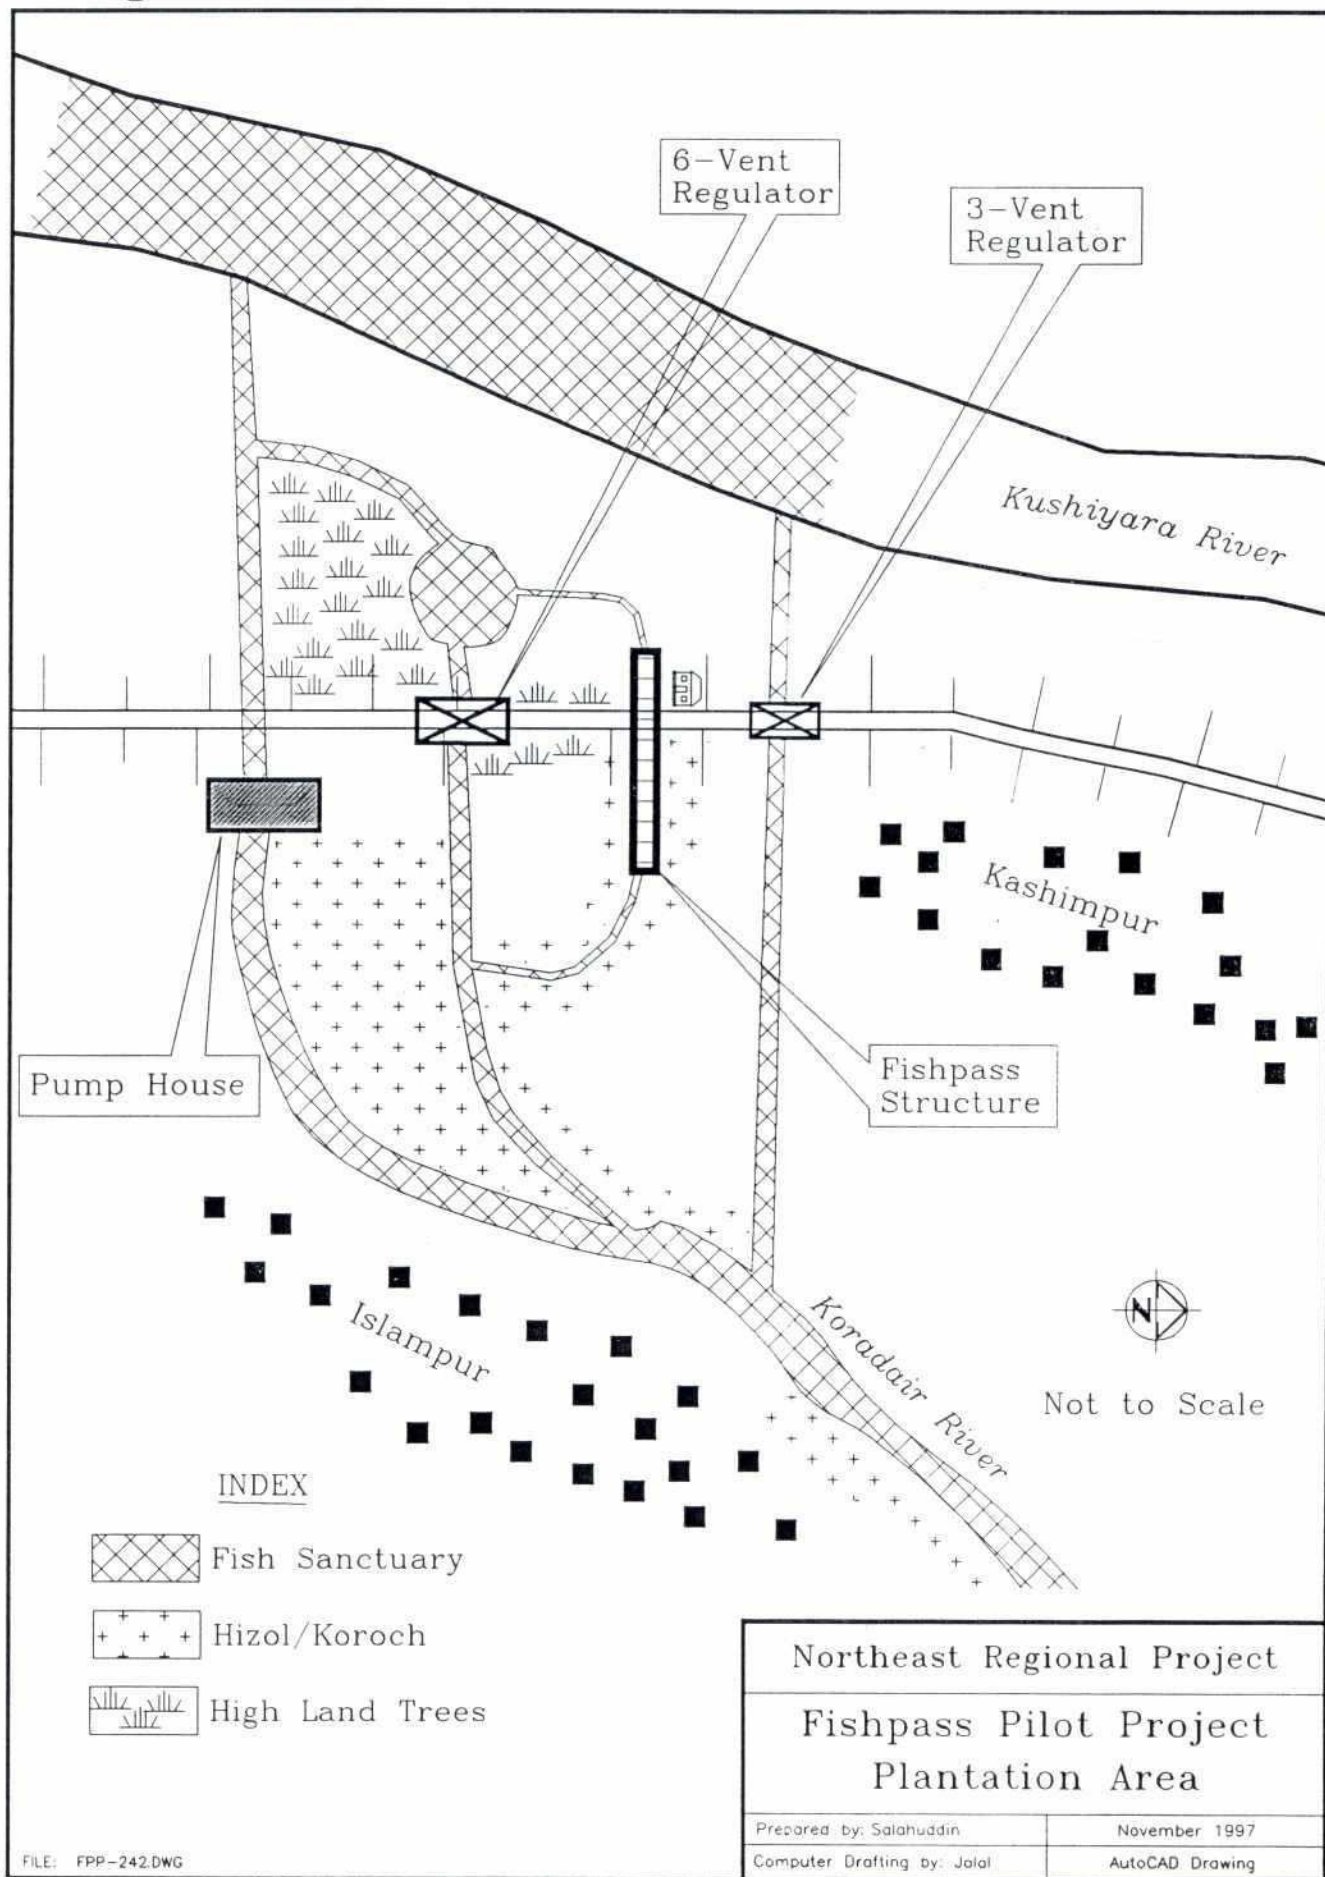 6-Vent
Regulator
3-Vent
Regulator
Kushiyara River
Kashimpur
Pump House
Fishpass
Structure
Islampur
Koradair River
N
Not to Scale
INDEX
Fish Sanctuary
Hizol/Koroch
High Land Trees
Northeast Regional Project
Fishpass Pilot Project
Plantation Area
Prepared by: Salahuddin
November 1997
Computer Drafting by: Jalal
AutoCAD Drawing
FILE: FPP-242.DWG